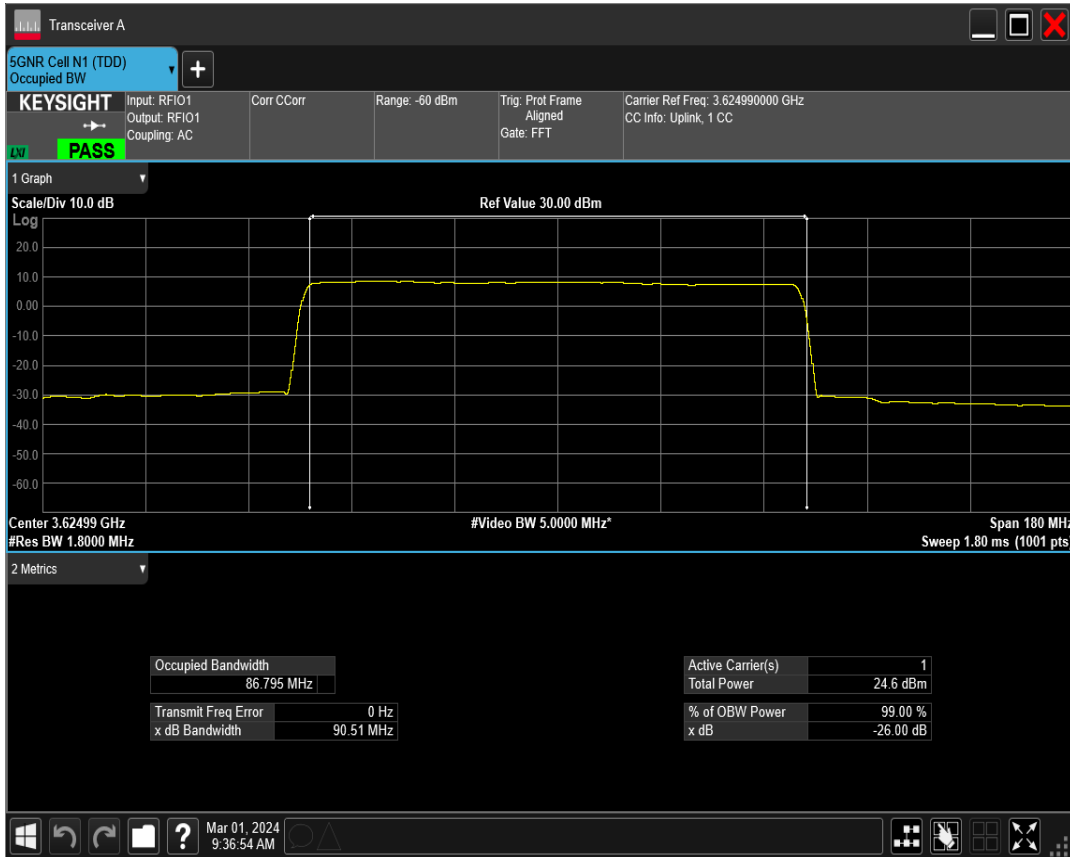 Transceiver A
5GNR Cell N1 (TDD)
Occupied BW
+
KEYSIGHT
LXI
PASS
Input: RFIO1
Output: RFIO1
Coupling: AC
Corr CCorr
Range: -60 dBm
Trig: Prot Frame
Aligned
Gate: FFT
Carrier Ref Freq: 3.624990000 GHz
CC Info: Uplink, 1 CC
1 Graph
Scale/Div 10.0 dB
Ref Value 30.00 dBm
Log
20.0
10.0
0.00
-10.0
-20.0
-30.0
-40.0
-50.0
-60.0
Center 3.62499 GHz
#Video BW 5.0000 MHz*
Span 180 MHz
#Res BW 1.8000 MHz
Sweep 1.80 ms (1001 pts)
2 Metrics
Occupied Bandwidth
86.795 MHz
Transmit Freq Error 0 Hz
x dB Bandwidth 90.51 MHz
Active Carrier(s) 1
Total Power 24.6 dBm
% of OBW Power 99.00 %
x dB -26.00 dB
?
Mar 01, 2024
9:36:54 AM